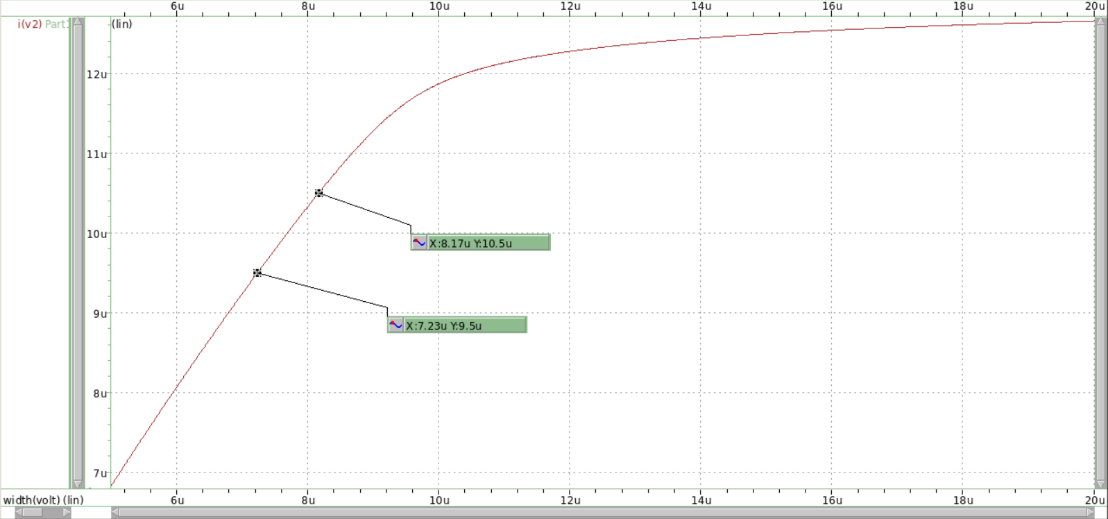 6u 8u 10u 12u 14u 16u 18u 20u
i(v2) Part1
(lin)
12u
11u
10u
X:8.17u Y:10.5u
9u
X:7.23u Y:9.5u
8u
7u
width(volt) (lin) 6u 8u 10u 12u 14u 16u 18u 20u